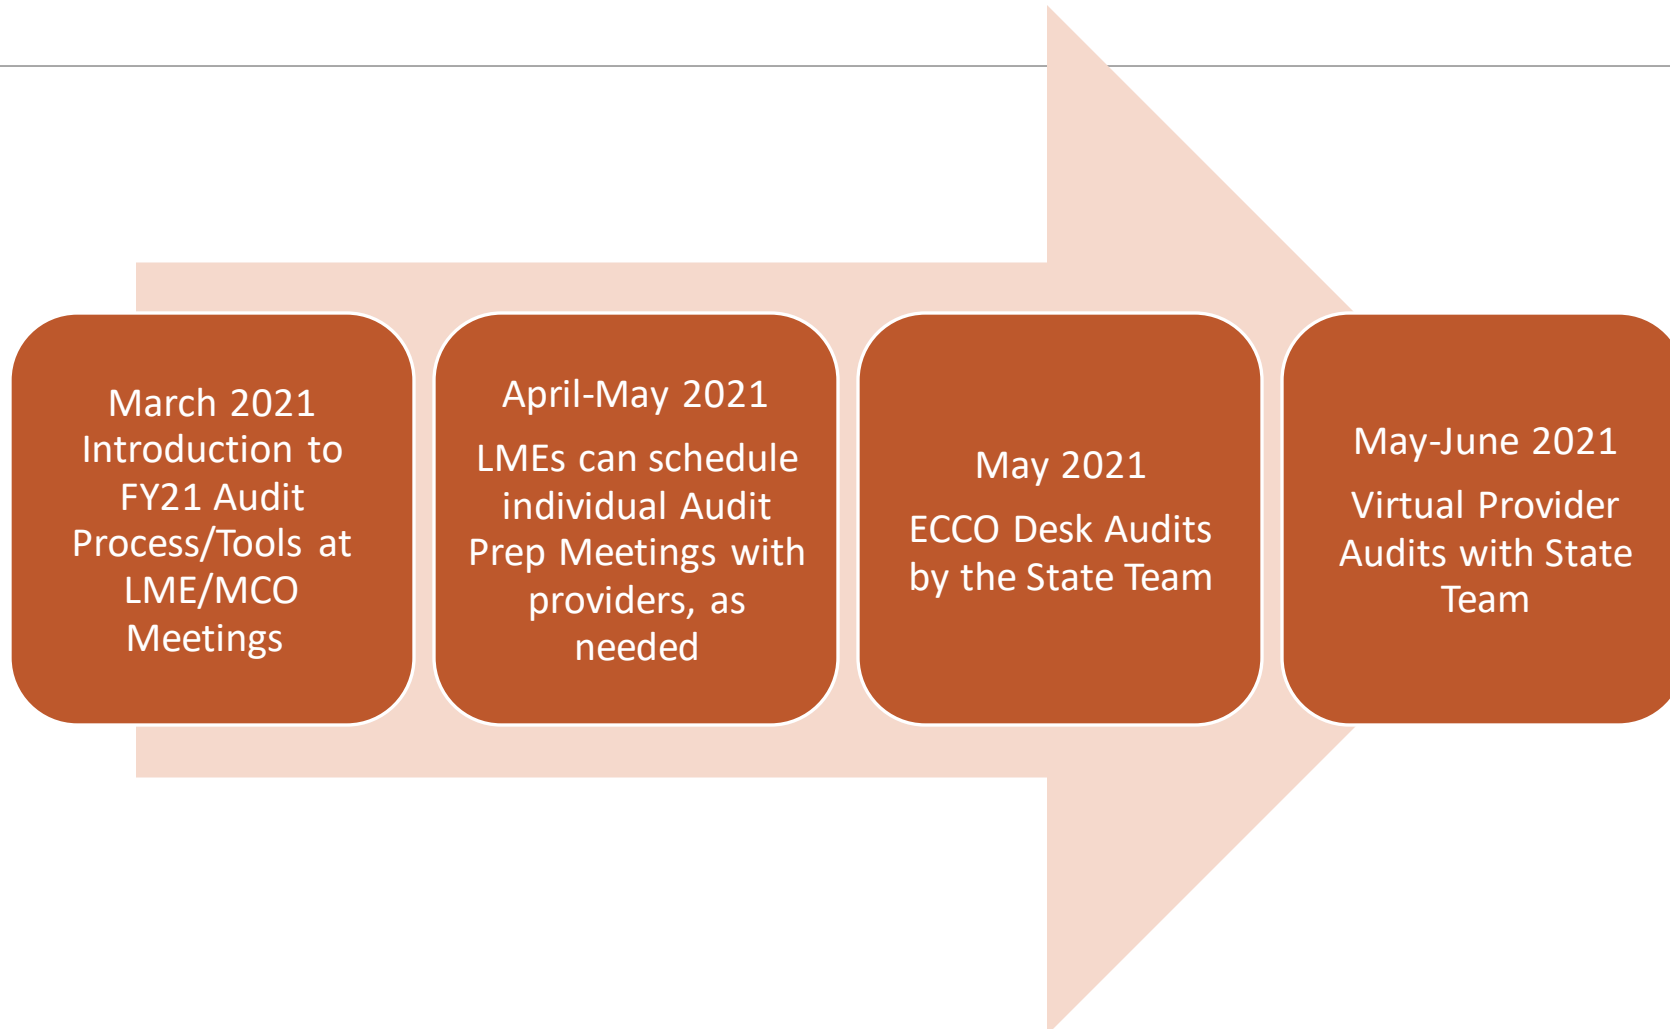 March 2021
Introduction to
FY21 Audit
Process/Tools at
LME/MCO
Meetings
April-May 2021
LMEs can schedule
individual Audit
Prep Meetings with
providers, as
needed
May 2021
ECCO Desk Audits
by the State Team
May-June 2021
Virtual Provider
Audits with State
Team